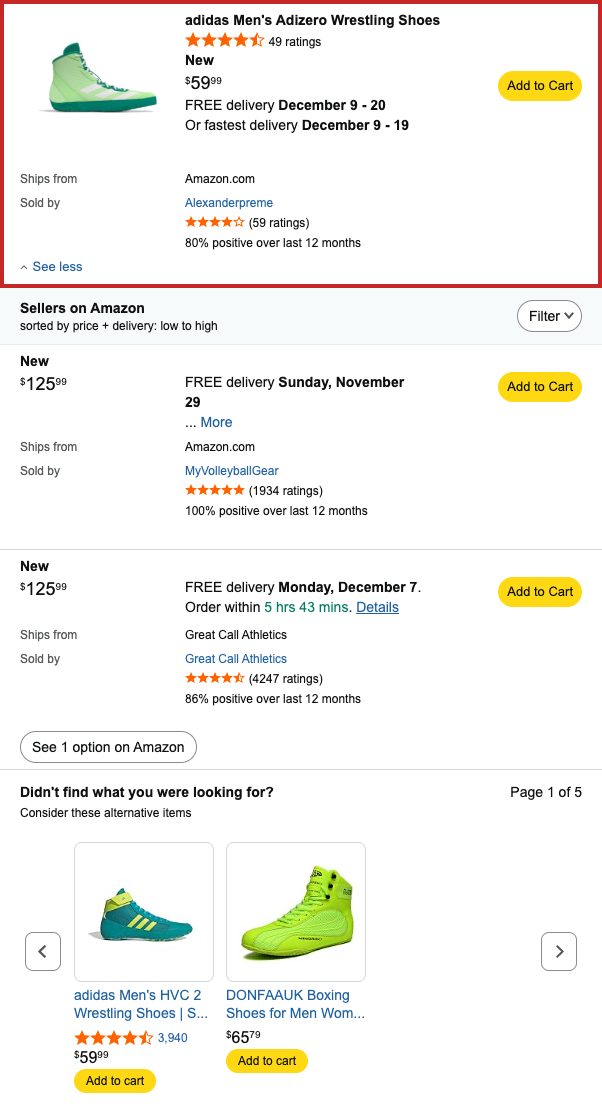 adidas Men's Adizero Wrestling Shoes
49 ratings
New
$5999
FREE delivery December 9 - 20
Or fastest delivery December 9 - 19
Add to Cart
Ships from Amazon.com
Sold by Alexanderpreme
(59 ratings)
80% positive over last 12 months
See less
Sellers on Amazon
sorted by price + delivery: low to high
Filter
New
$12599
FREE delivery Sunday, November
29
... More
Add to Cart
Ships from Amazon.com
Sold by MyVolleyballGear
(1934 ratings)
100% positive over last 12 months
New
$12599
FREE delivery Monday, December 7.
Order within 5 hrs 43 mins. Details
Add to Cart
Ships from Great Call Athletics
Sold by Great Call Athletics
(4247 ratings)
86% positive over last 12 months
See 1 option on Amazon
Didn't find what you were looking for?
Page 1 of 5
Consider these alternative items
adidas Men's HVC 2
Wrestling Shoes | S...
3,940
$5999
Add to cart
DONFAAUK Boxing
Shoes for Men Wom...
$6579
Add to cart